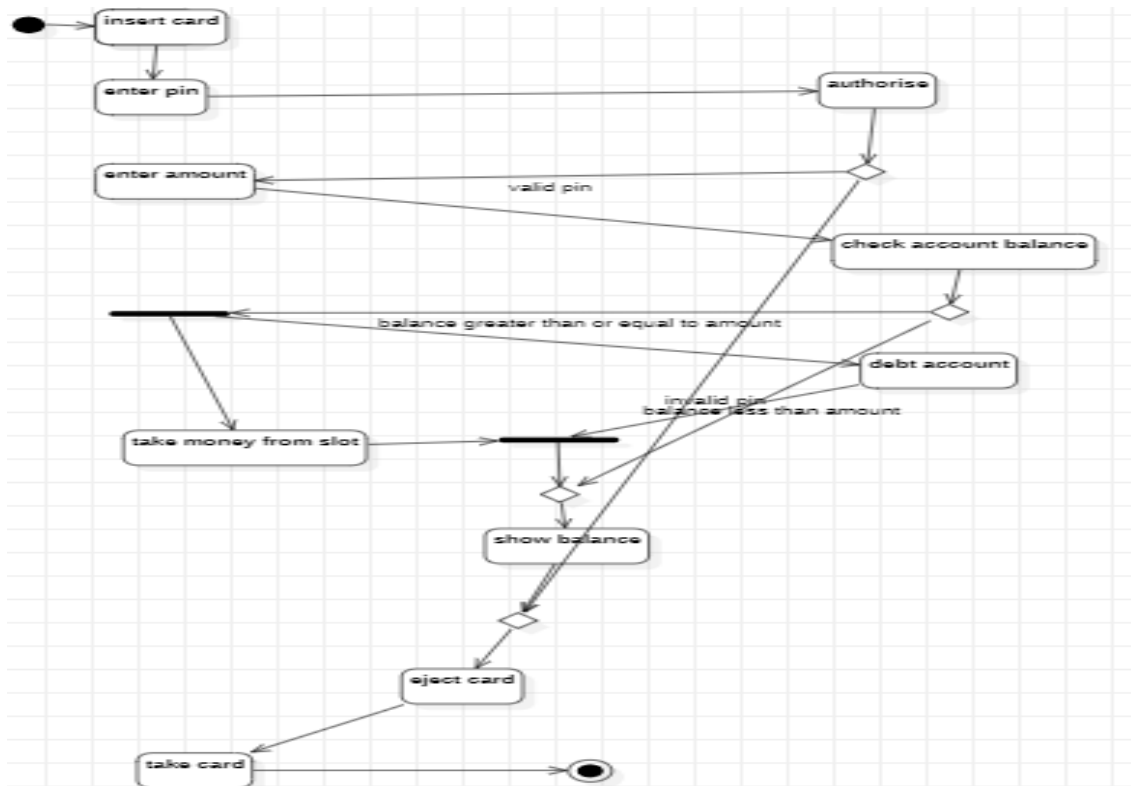 insert card
enter pin
authorise
enter amount
valid pin
check account balance
balance greater than or equal to amount
debt account
invalid pin
balance less than amount
take money from slot
show balance
eject card
take card